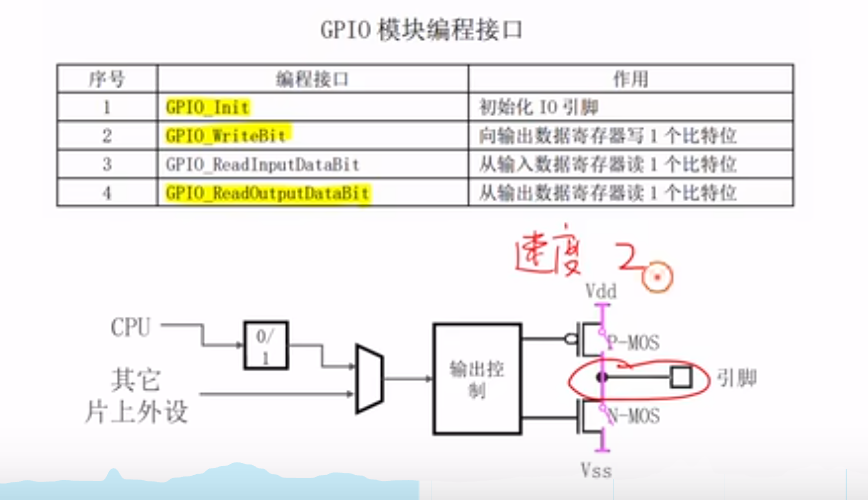 GPIO 模块编程接口
序号 编程接口 作用
1 GPIO_Init 初始化 IO 引脚
2 GPIO_WriteBit 向输出数据寄存器写 1 个比特位
3 GPIO_ReadInputDataBit 从输入数据寄存器读 1 个比特位
4 GPIO_ReadOutputDataBit 从输出数据寄存器读 1 个比特位
速度 2
Vdd
CPU
0/
1
P-MOS
其它
片上外设
输出控
制
引脚
N-MOS
Vss